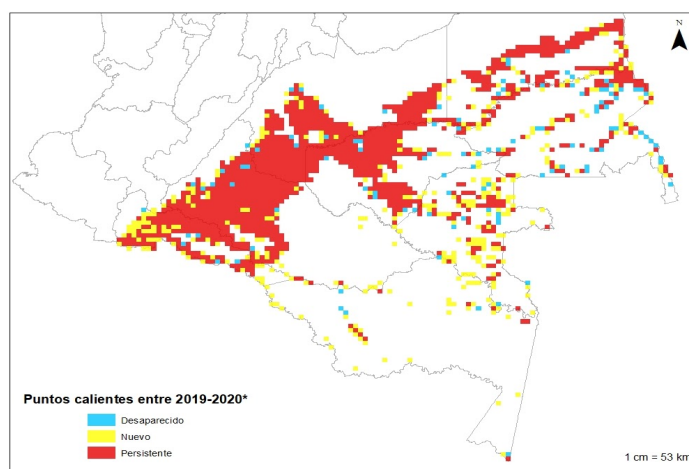 N
Puntos calientes entre 2019-2020*
Desaparecido
Nuevo
Persistente
1 cm = 53 km